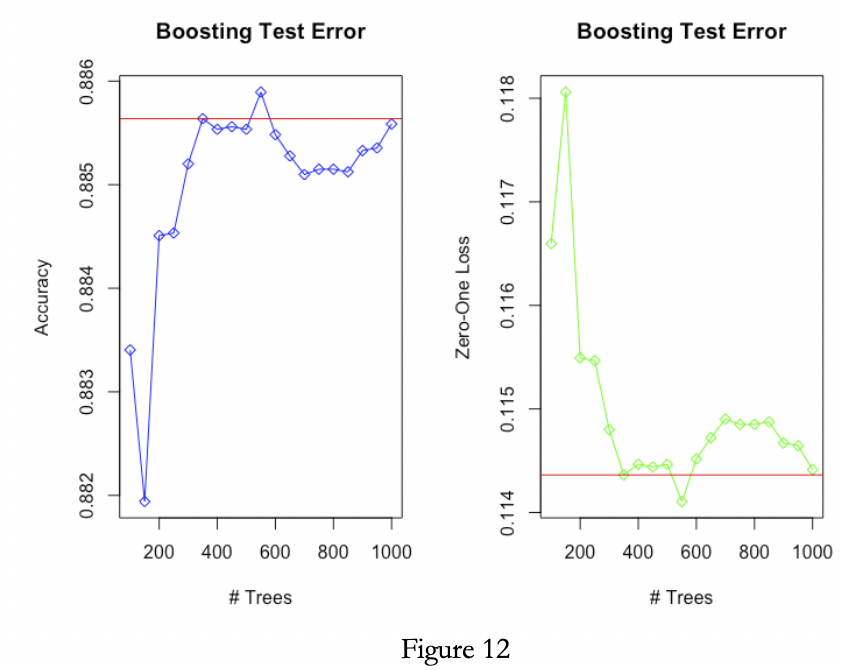 Boosting Test Error
Accuracy
0.882 0.883 0.884 0.885 0.886
200 400 600 800 1000
# Trees
Boosting Test Error
Zero-One Loss
0.114 0.115 0.116 0.117 0.118
200 400 600 800 1000
# Trees
Figure 12